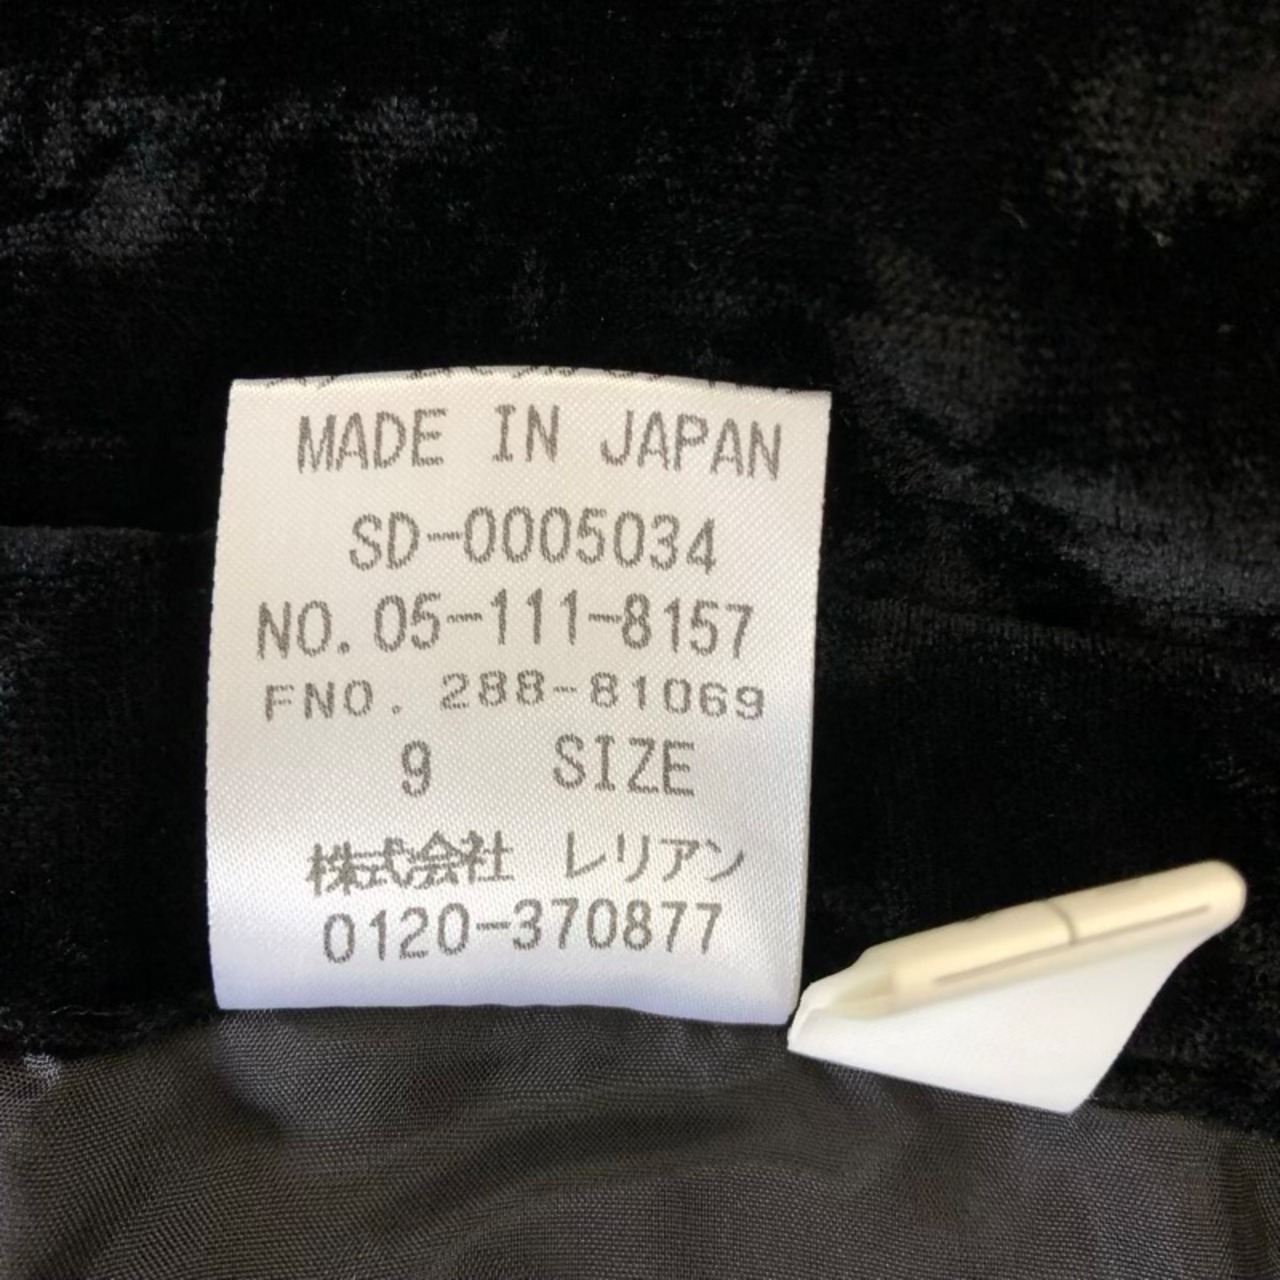 MADE IN JAPAN
SD-0005034
NO.05-111-8157
FNO. 288-81069
9 SIZE
株式会社 レリアン
0120-370877